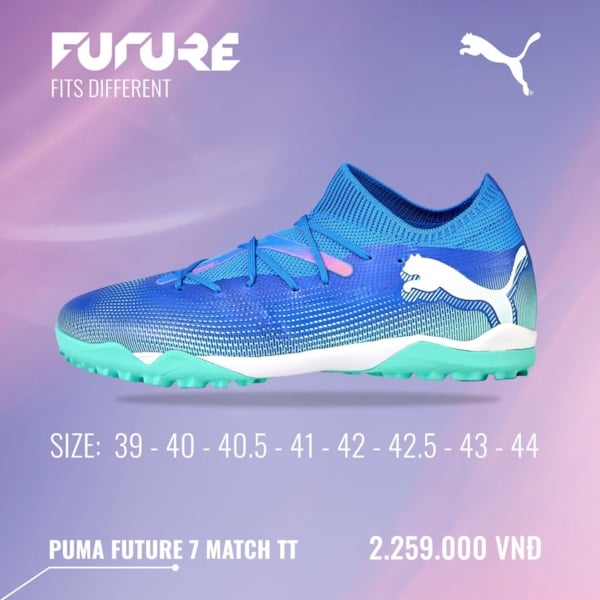 FUTURE
FITS DIFFERENT
SIZE: 39 - 40 - 40.5 - 41 - 42 - 42.5 - 43 - 44
PUMA FUTURE 7 MATCH TT
2.259.000 VNĐ